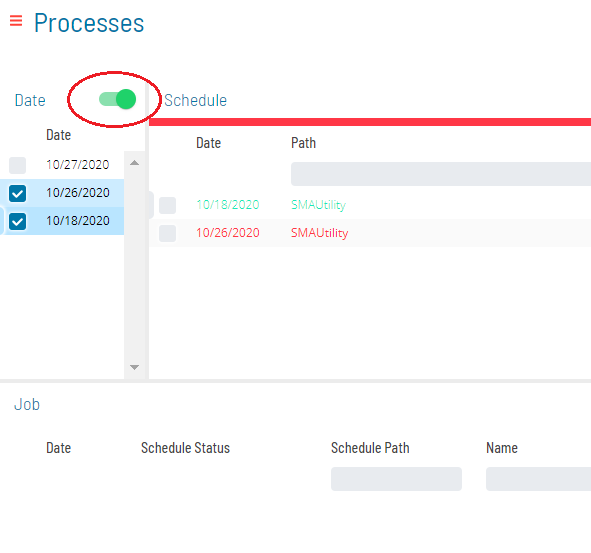 Processes
Date
Schedule
Date
10/27/2020
10/26/2020
10/18/2020
Date Path
10/18/2020 SMAUtility
10/26/2020 SMAUtility
Job
Date Schedule Status Schedule Path Name